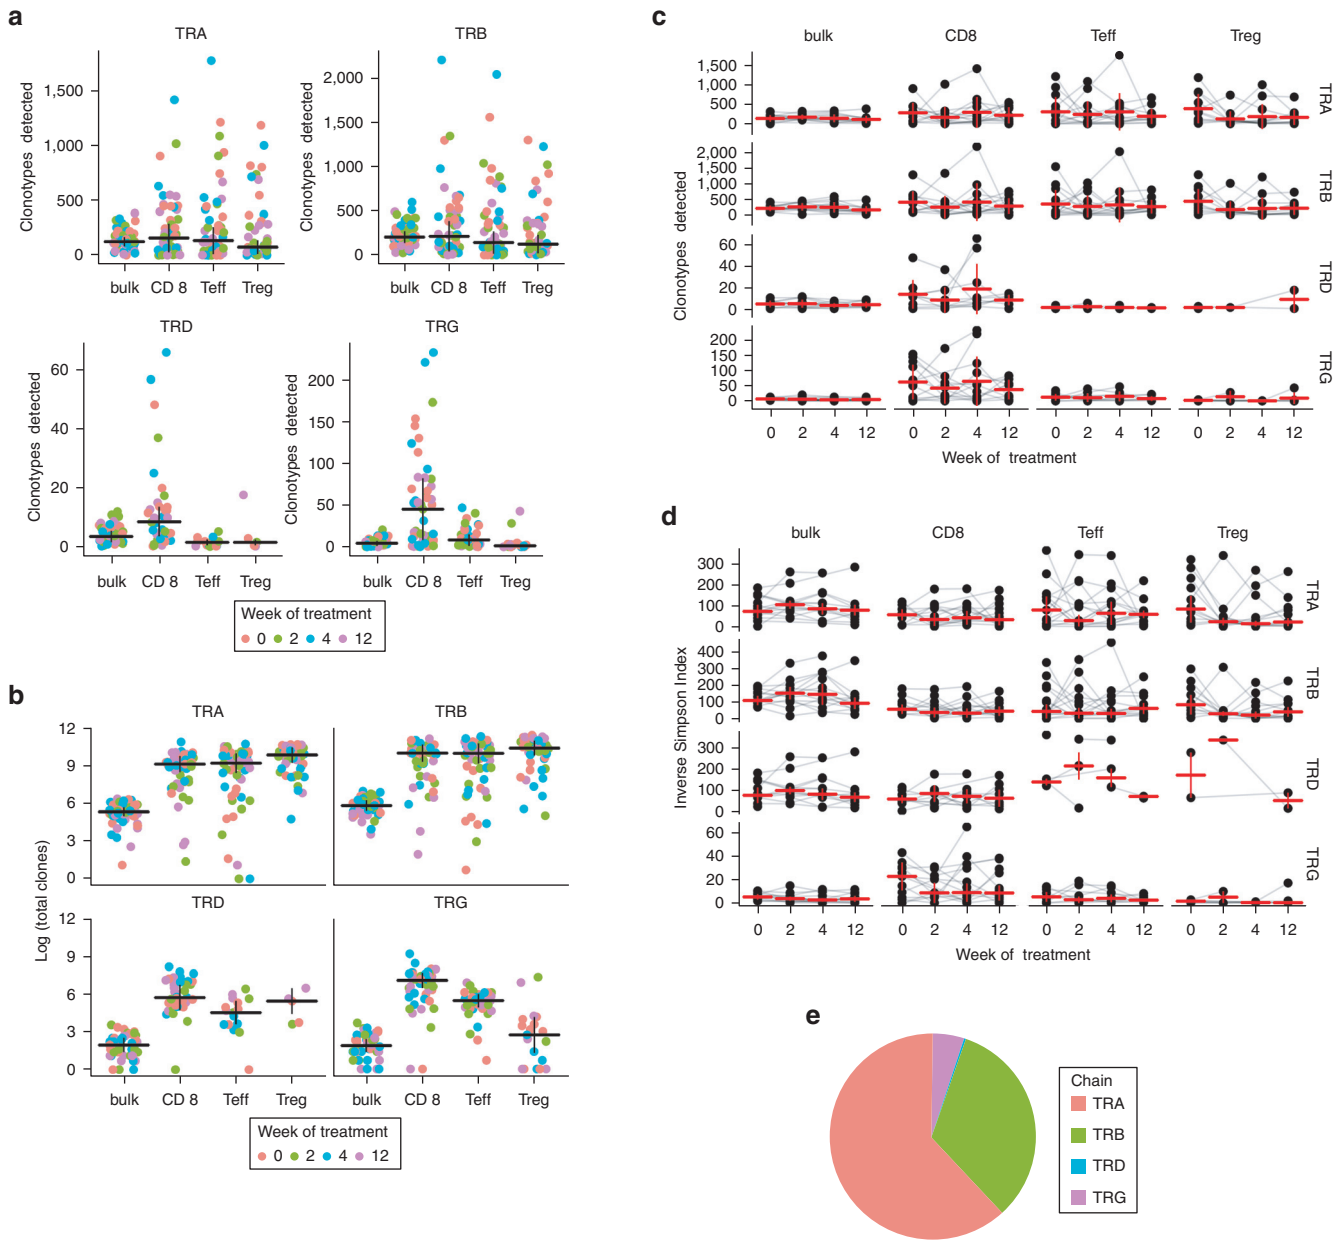 a
TRA
TRB
Clonotypes detected
1,500
1,000
500
0
bulk CD 8 Teff Treg
Clonotypes detected
2,000
1,500
1,000
500
0
bulk CD 8 Teff Treg
TRD
TRG
Clonotypes detected
60
40
20
0
bulk CD 8 Teff Treg
Clonotypes detected
200
150
100
50
0
bulk CD 8 Teff Treg
Week of treatment
0 2 4 12
b
TRA
TRB
Log (total clones)
12
9
6
3
0
TRD
TRG
12
9
6
3
0
bulk CD 8 Teff Treg
bulk CD 8 Teff Treg
Week of treatment
0 2 4 12
c
bulk CD8 Teff Treg
Clonotypes detected
1,500
1,000
500
0
TRA
2,000
1,500
1,000
500
0
TRB
60
40
20
0
TRD
200
150
100
50
0
TRG
0 2 4 12 0 2 4 12 0 2 4 12 0 2 4 12
Week of treatment
d
bulk CD8 Teff Treg
Inverse Simpson Index
300
200
100
0
TRA
400
300
200
100
0
TRB
300
200
100
0
TRD
60
40
20
0
TRG
0 2 4 12 0 2 4 12 0 2 4 12 0 2 4 12
Week of treatment
e
Chain
TRA
TRB
TRD
TRG